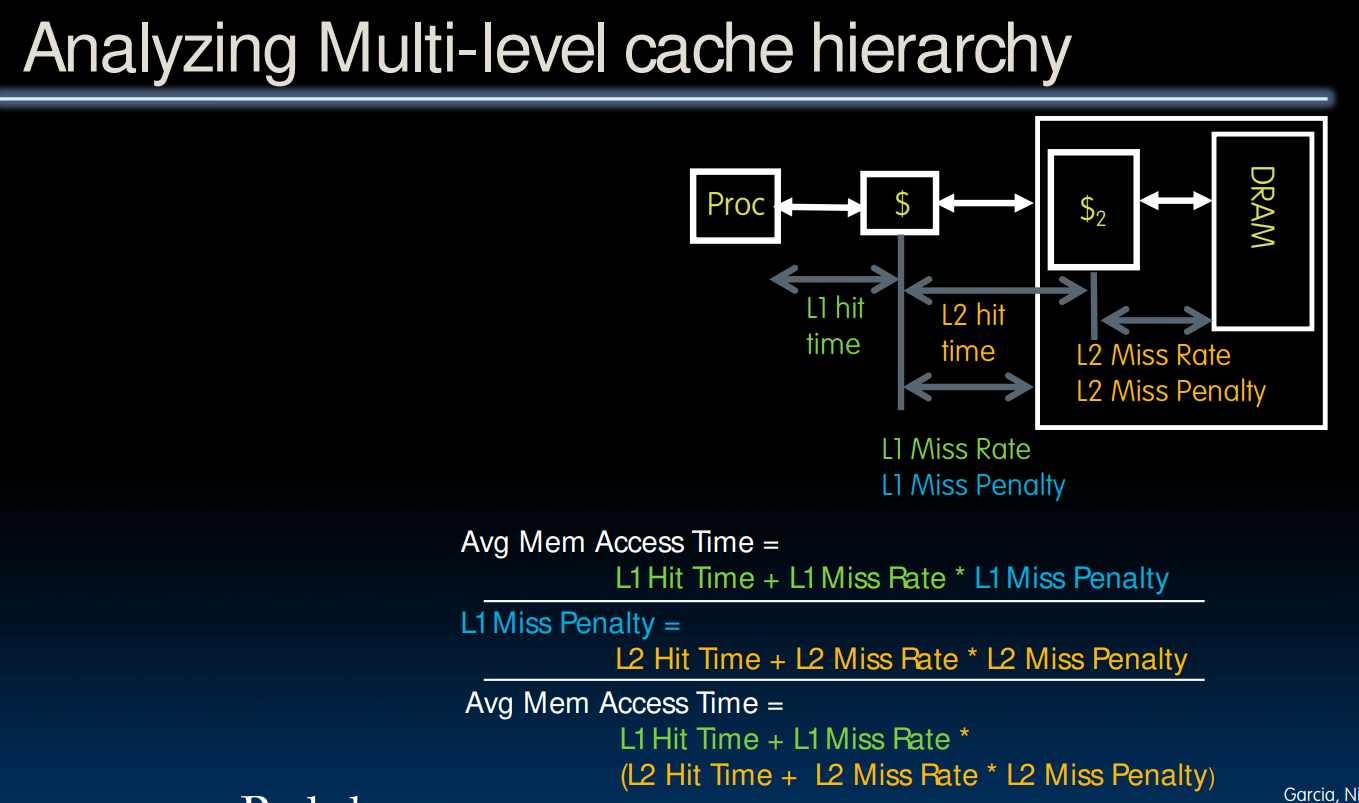 Analyzing Multi-level cache hierarchy
Proc
$
$2
DRAM
L1 hit
time
L2 hit
time
L2 Miss Rate
L2 Miss Penalty
L1 Miss Rate
L1 Miss Penalty
Avg Mem Access Time =
L1 Hit Time + L1 Miss Rate * L1 Miss Penalty
L1 Miss Penalty =
L2 Hit Time + L2 Miss Rate * L2 Miss Penalty
Avg Mem Access Time =
L1 Hit Time + L1 Miss Rate *
(L2 Hit Time + L2 Miss Rate * L2 Miss Penalty)
Garcia,